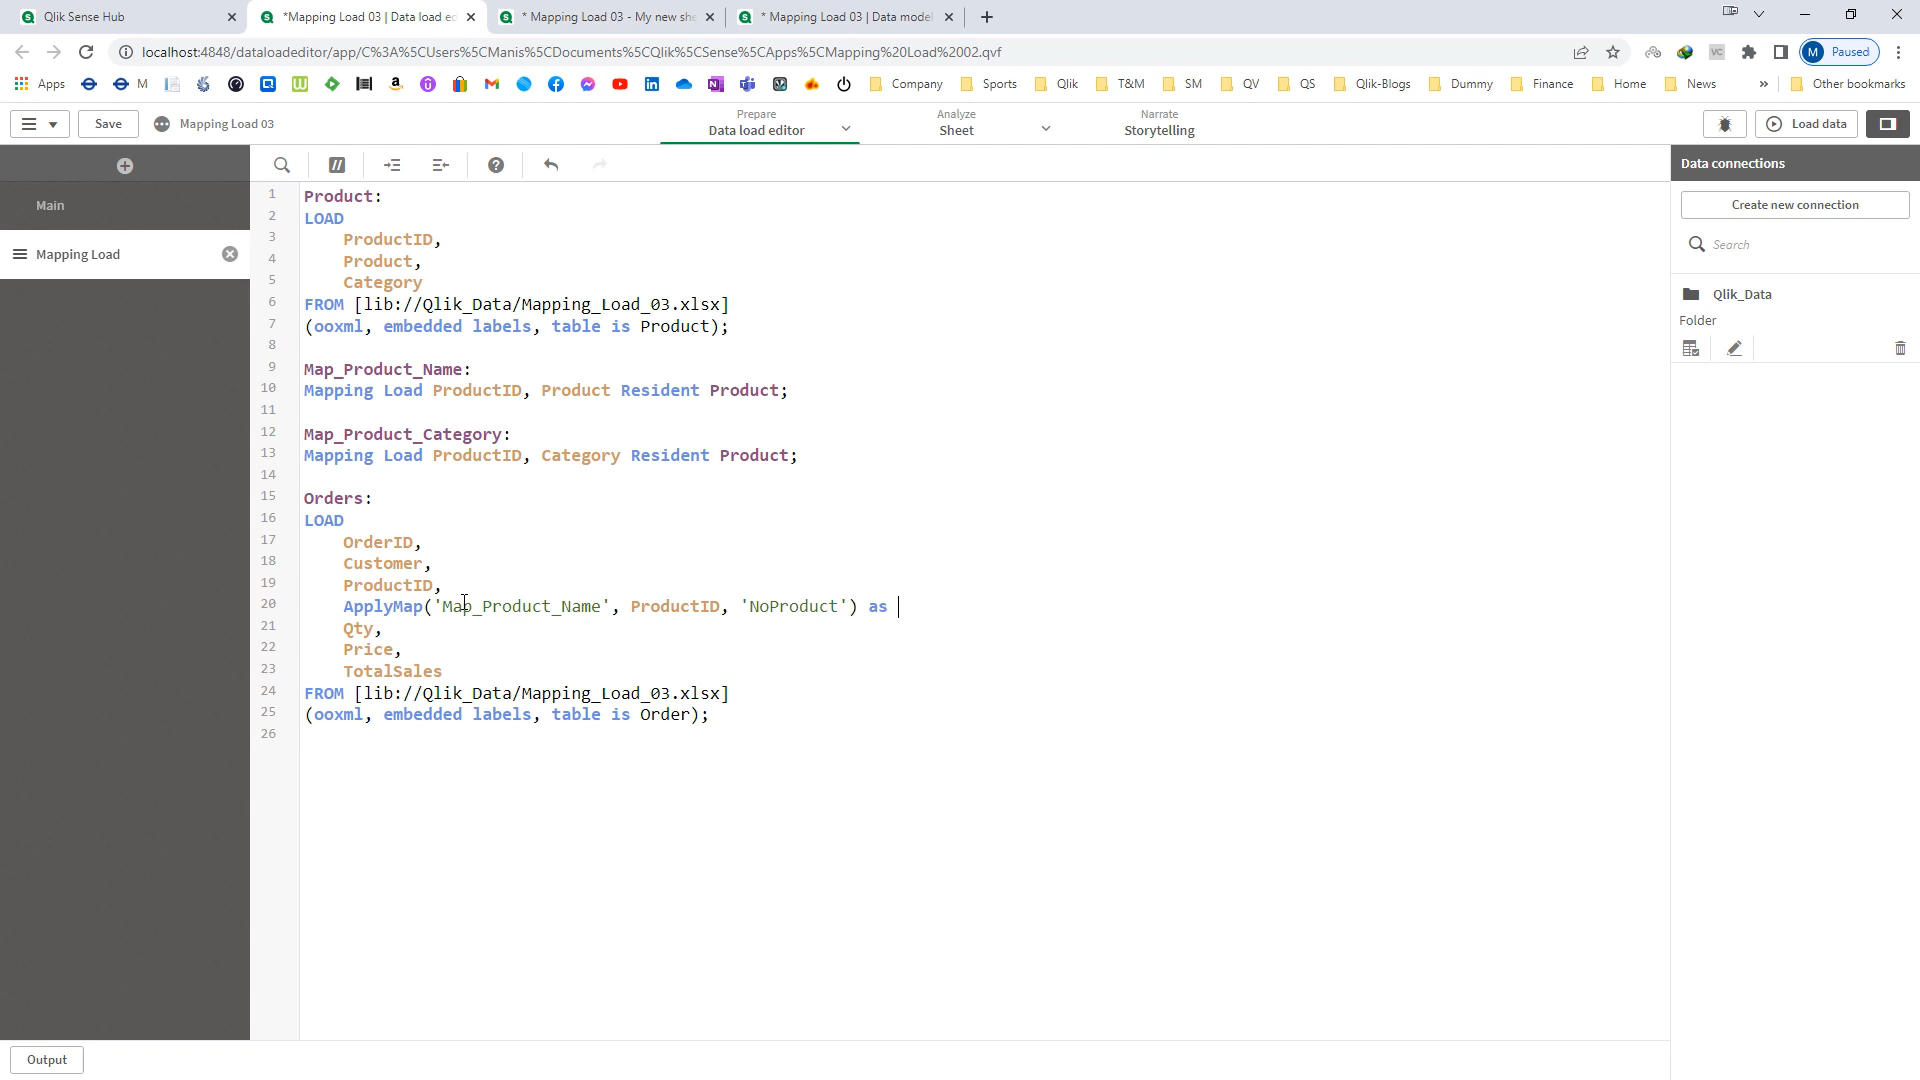 Qlik Sense Hub
*Mapping Load 03 | Data load ed
* Mapping Load 03 - My new she
* Mapping Load 03 | Data model
localhost:4848/dataloadeditor/app/C%3A%5CUsers%5CManis%5CDocuments%5CQlik%5CSense%5CApps%5CMapping%20Load%2002.qvf
M Paused
Apps
M
Company
Sports
Qlik
T&M
SM
QV
QS
Qlik-Blogs
Dummy
Finance
Home
News
»
Other bookmarks
Save
Mapping Load 03
Prepare
Data load editor
Analyze
Sheet
Narrate
Storytelling
Load data
Main
Mapping Load
1 Product:
2 LOAD
3 ProductID,
4 Product,
5 Category
6 FROM [lib://Qlik_Data/Mapping_Load_03.xlsx]
7 (ooxml, embedded labels, table is Product);
8
9 Map_Product_Name:
10 Mapping Load ProductID, Product Resident Product;
11
12 Map_Product_Category:
13 Mapping Load ProductID, Category Resident Product;
14
15 Orders:
16 LOAD
17 OrderID,
18 Customer,
19 ProductID,
20 ApplyMap('Map_Product_Name', ProductID, 'NoProduct') as
21 Qty,
22 Price,
23 TotalSales
24 FROM [lib://Qlik_Data/Mapping_Load_03.xlsx]
25 (ooxml, embedded labels, table is Order);
26
Data connections
Create new connection
Search
Qlik_Data
Folder
Output